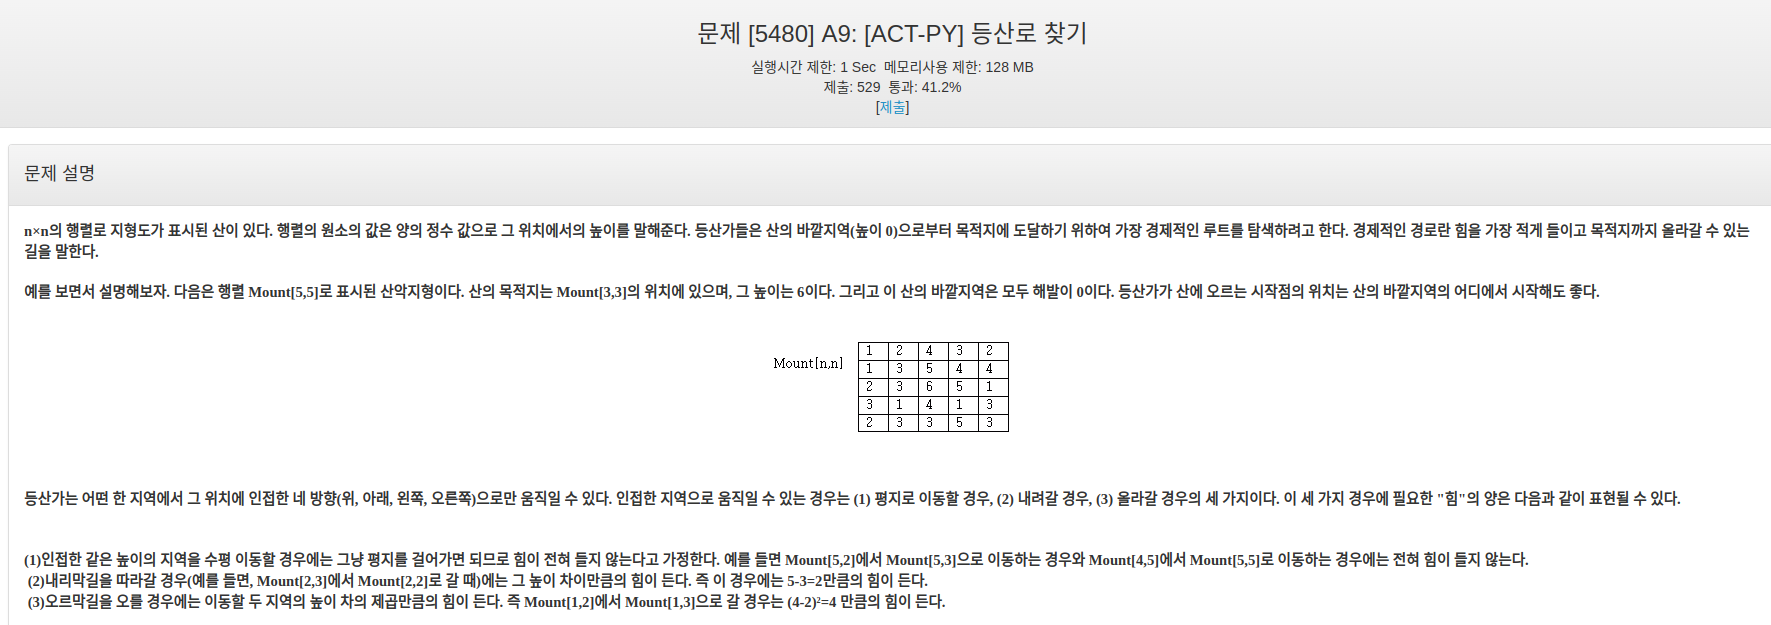 문제 [5480] A9: [ACT-PY] 등산로 찾기
실행시간 제한: 1 Sec  메모리사용 제한: 128 MB
제출: 529  통과: 41.2%
[제출]
문제 설명
n×n의 행렬로 지형도가 표시된 산이 있다. 행렬의 원소의 값은 양의 정수 값으로 그 위치에서의 높이를 말해준다. 등산가들은 산의 바깥지역(높이 0)으로부터 목적지에 도달하기 위하여 가장 경제적인 루트를 탐색하려고 한다. 경제적인 경로란 힘을 가장 적게 들이고 목적지까지 올라갈 수 있는
길을 말한다.
예를 보면서 설명해보자. 다음은 행렬 Mount[5,5]로 표시된 산악지형이다. 산의 목적지는 Mount[3,3]의 위치에 있으며, 그 높이는 6이다. 그리고 이 산의 바깥지역은 모두 해발이 0이다. 등산가가 산에 오르는 시작점의 위치는 산의 바깥지역의 어디에서 시작해도 좋다.
Mount[n,n]
1 2 4 3 2
1 3 5 4 4
2 3 6 5 1
3 1 4 1 3
2 3 3 5 3
등산가는 어떤 한 지역에서 그 위치에 인접한 네 방향(위, 아래, 왼쪽, 오른쪽)으로만 움직일 수 있다. 인접한 지역으로 움직일 수 있는 경우는 (1) 평지로 이동할 경우, (2) 내려갈 경우, (3) 올라갈 경우의 세 가지이다. 이 세 가지 경우에 필요한 "힘"의 양은 다음과 같이 표현될 수 있다.
(1)인접한 같은 높이의 지역을 수평 이동할 경우에는 그냥 평지를 걸어가면 되므로 힘이 전혀 들지 않는다고 가정한다. 예를 들면 Mount[5,2]에서 Mount[5,3]으로 이동하는 경우와 Mount[4,5]에서 Mount[5,5]로 이동하는 경우에는 전혀 힘이 들지 않는다.
(2)내리막길을 따라갈 경우(예를 들면, Mount[2,3]에서 Mount[2,2]로 갈 때)에는 그 높이 차이만큼의 힘이 든다. 즉 이 경우에는 5-3=2만큼의 힘이 든다.
(3)오르막길을 오를 경우에는 이동할 두 지역의 높이 차의 제곱만큼의 힘이 든다. 즉 Mount[1,2]에서 Mount[1,3]으로 갈 경우는 (4-2)²=4 만큼의 힘이 든다.